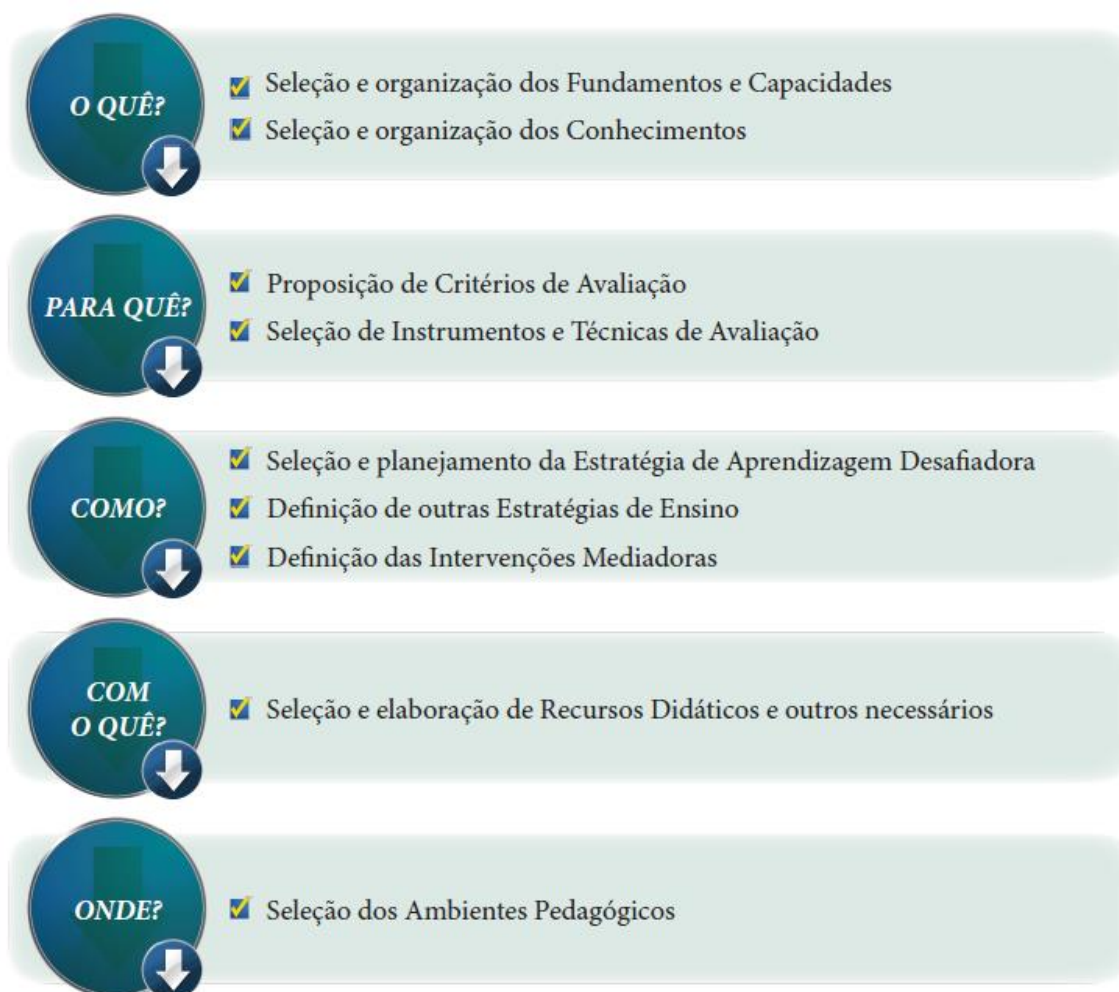 O QUÊ?
Seleção e organização dos Fundamentos e Capacidades
Seleção e organização dos Conhecimentos
PARA QUÊ?
Proposição de Critérios de Avaliação
Seleção de Instrumentos e Técnicas de Avaliação
COMO?
Seleção e planejamento da Estratégia de Aprendizagem Desafiadora
Definição de outras Estratégias de Ensino
Definição das Intervenções Mediadoras
COM
O QUÊ?
Seleção e elaboração de Recursos Didáticos e outros necessários
ONDE?
Seleção dos Ambientes Pedagógicos